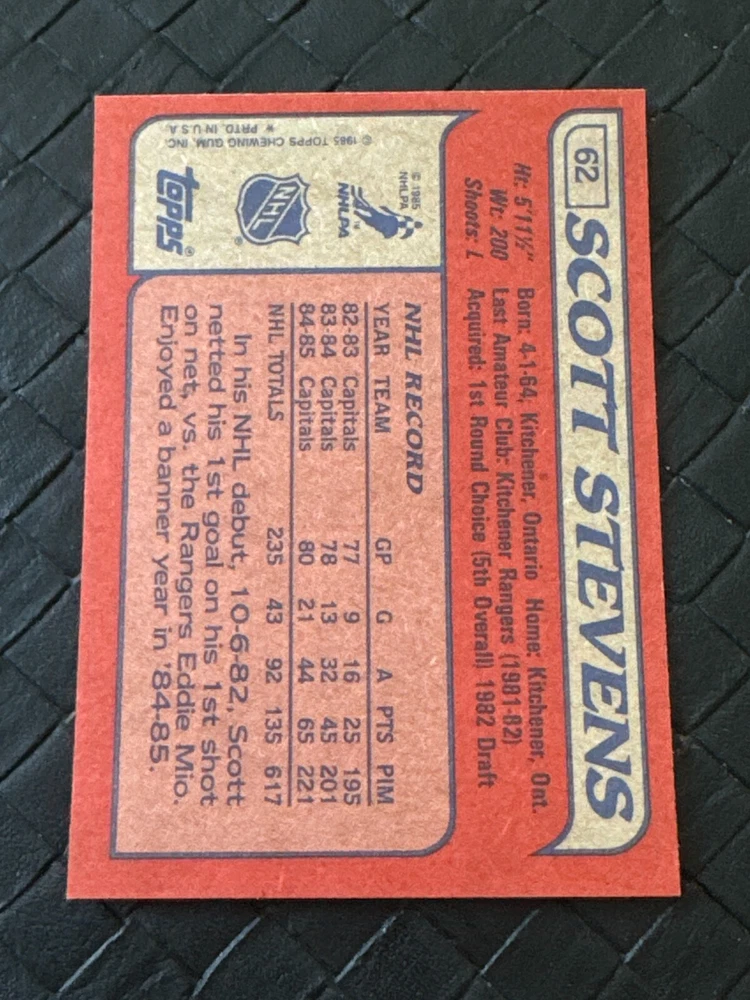 62 SCOTT STEVENS
Ht: 5'11½" Born: 4-1-64, Kitchener, Ontario Home: Kitchener, Ont.
Wt: 200 Last Amateur Club: Kitchener Rangers (1981-82)
Shoots: L Acquired: 1st Round Choice (5th Overall) 1982 Draft
© 1985
NHLPA
NHLPA™
NHL®
topps®
© 1985 TOPPS CHEWING GUM, INC.
* PRTD. IN U.S.A.
NHL RECORD
YEAR TEAM GP G A PTS PIM
82-83 Capitals 77 9 16 25 195
83-84 Capitals 78 13 32 45 201
84-85 Capitals 80 21 44 65 221
NHL TOTALS 235 43 92 135 617
In his NHL debut, 10-6-82, Scott
netted his 1st goal on his 1st shot
on net, vs. the Rangers Eddie Mio.
Enjoyed a banner year in '84-85.